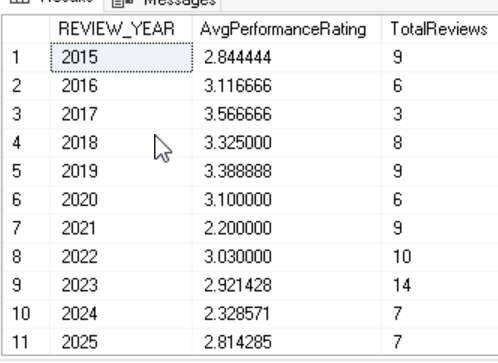 Messages
REVIEW_YEAR AvgPerformanceRating TotalReviews
1 2015 2.844444 9
2 2016 3.116666 6
3 2017 3.566666 3
4 2018 3.325000 8
5 2019 3.388888 9
6 2020 3.100000 6
7 2021 2.200000 9
8 2022 3.030000 10
9 2023 2.921428 14
10 2024 2.328571 7
11 2025 2.814285 7